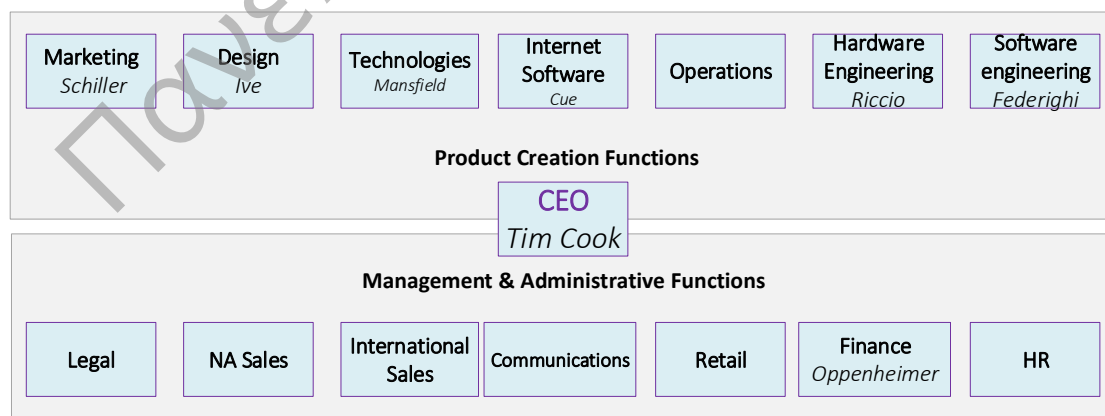 Marketing
Schiller
Design
Ive
Technologies
Mansfield
Internet
Software
Cue
Operations
Hardware
Engineering
Riccio
Software
engineering
Federighi
Product Creation Functions
CEO
Tim Cook
Management & Administrative Functions
Legal
NA Sales
International
Sales
Communications
Retail
Finance
Oppenheimer
HR